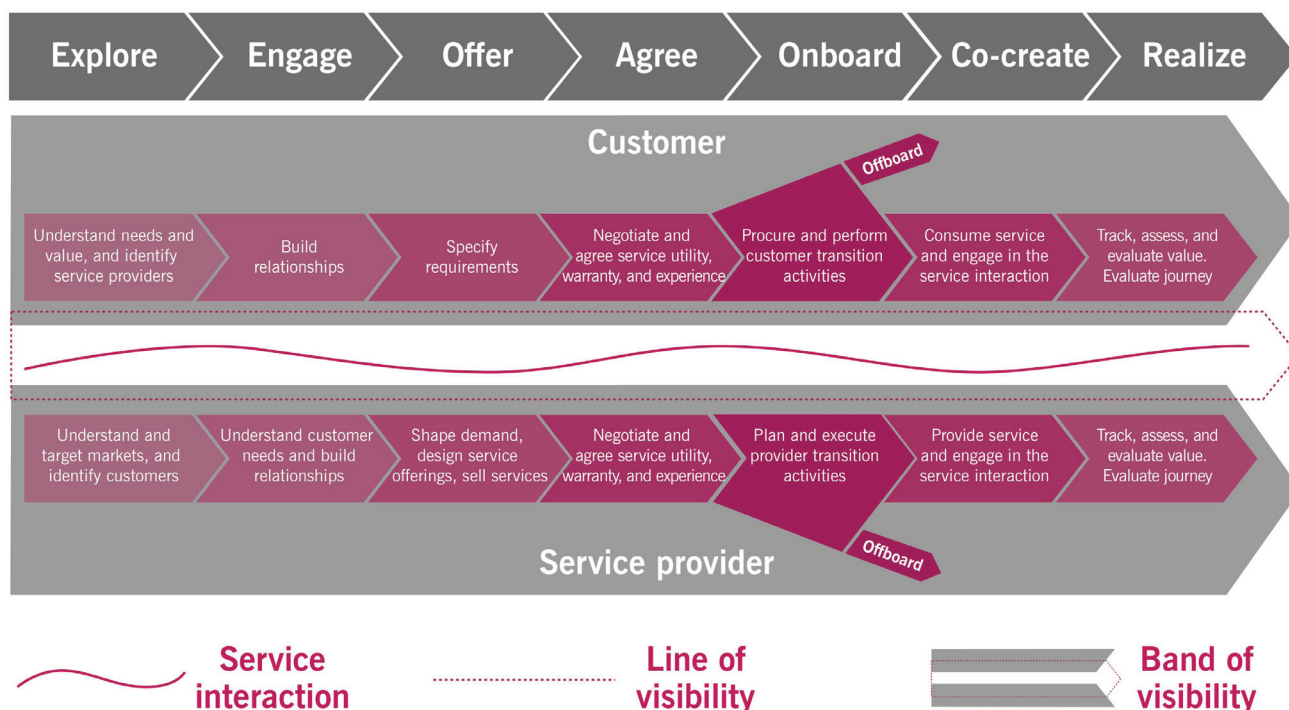 Explore
Engage
Offer
Agree
Onboard
Co-create
Realize
Customer
Offboard
Understand needs and
value, and identify
service providers
Build
relationships
Specify
requirements
Negotiate and
agree service utility,
warranty, and experience
Procure and perform
customer transition
activities
Consume service
and engage in the
service interaction
Track, assess, and
evaluate value.
Evaluate journey
Understand and
target markets, and
identify customers
Understand customer
needs and build
relationships
Shape demand,
design service
offerings, sell services
Negotiate and
agree service utility,
warranty, and experience
Plan and execute
provider transition
activities
Provide service
and engage in the
service interaction
Track, assess, and
evaluate value.
Evaluate journey
Offboard
Service provider
Service
interaction
Line of
visibility
Band of
visibility